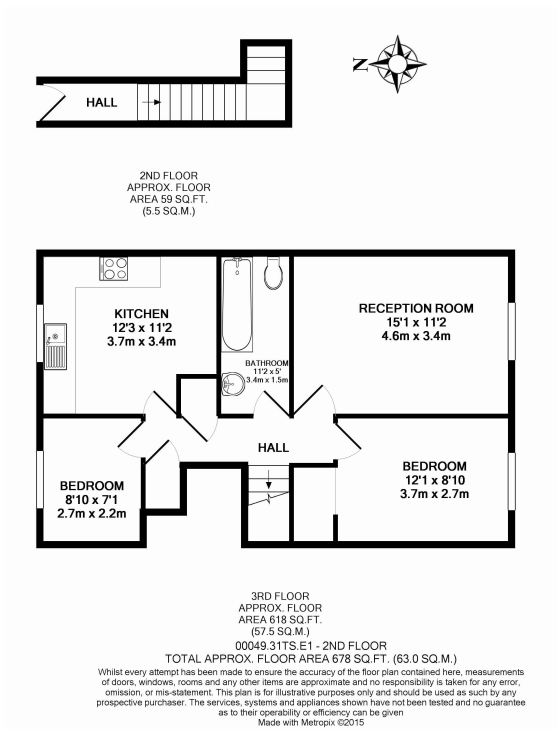 N
HALL
2ND FLOOR
APPROX. FLOOR
AREA 59 SQ.FT.
(5.5 SQ.M.)
KITCHEN
12'3 x 11'2
3.7m x 3.4m
RECEPTION ROOM
15'1 x 11'2
4.6m x 3.4m
BATHROOM
11'2 x 5'
3.4m x 1.5m
HALL
BEDROOM
8'10 x 7'1
2.7m x 2.2m
BEDROOM
12'1 x 8'10
3.7m x 2.7m
3RD FLOOR
APPROX. FLOOR
AREA 618 SQ.FT.
(57.5 SQ.M.)
00049.31TS.E1 - 2ND FLOOR
TOTAL APPROX. FLOOR AREA 678 SQ.FT. (63.0 SQ.M.)
Whilst every attempt has been made to ensure the accuracy of the floor plan contained here, measurements
of doors, windows, rooms and any other items are approximate and no responsibility is taken for any error,
omission, or mis-statement. This plan is for illustrative purposes only and should be used as such by any
prospective purchaser. The services, systems and appliances shown have not been tested and no guarantee
as to their operability or efficiency can be given
Made with Metropix ©2015